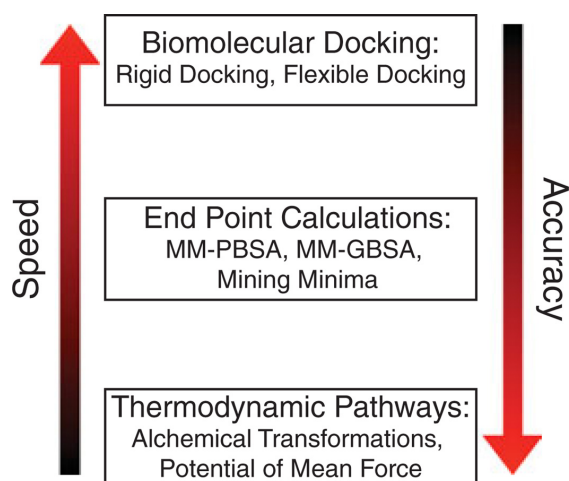 Biomolecular Docking:
Rigid Docking, Flexible Docking
Speed
End Point Calculations:
MM-PBSA, MM-GBSA,
Mining Minima
Accuracy
Thermodynamic Pathways:
Alchemical Transformations,
Potential of Mean Force